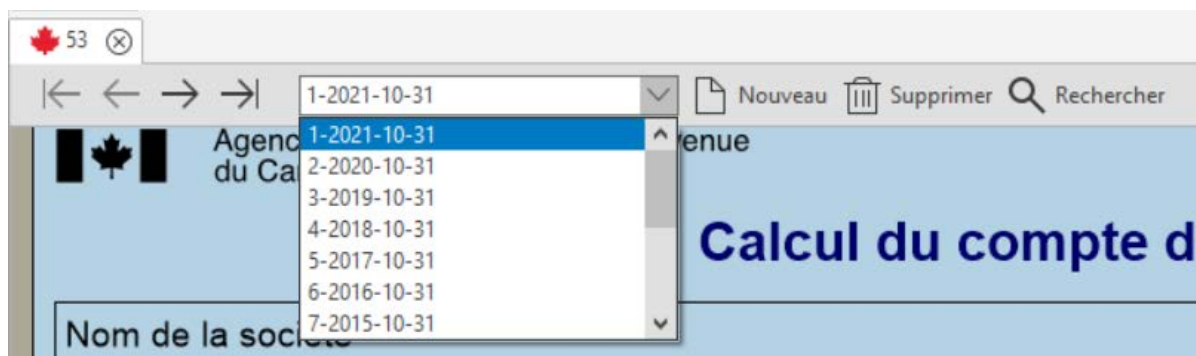 53
1-2021-10-31 Nouveau Supprimer Rechercher
1-2021-10-31
2-2020-10-31
3-2019-10-31
4-2018-10-31
5-2017-10-31
6-2016-10-31
7-2015-10-31
Agenc
enue
du Ca
Calcul du compte d
Nom de la société